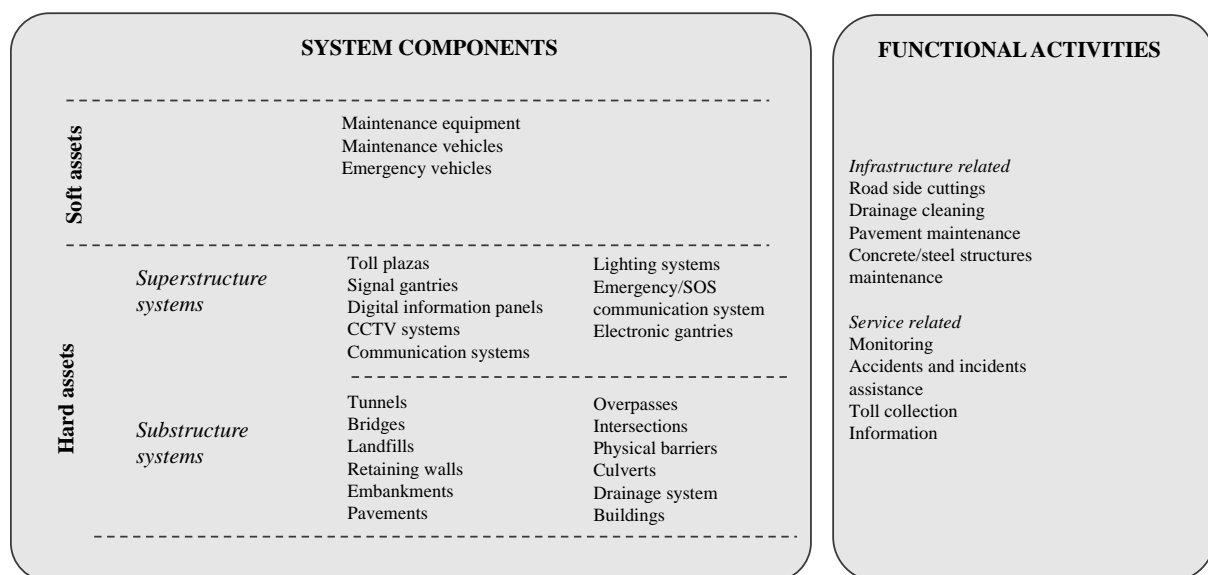 SYSTEM COMPONENTS
Soft assets
Maintenance equipment
Maintenance vehicles
Emergency vehicles
Hard assets
Superstructure
systems
Toll plazas
Signal gantries
Digital information panels
CCTV systems
Communication systems
Lighting systems
Emergency/SOS
communication system
Electronic gantries
Substructure
systems
Tunnels
Bridges
Landfills
Retaining walls
Embankments
Pavements
Overpasses
Intersections
Physical barriers
Culverts
Drainage system
Buildings
FUNCTIONAL ACTIVITIES
Infrastructure related
Road side cuttings
Drainage cleaning
Pavement maintenance
Concrete/steel structures
maintenance
Service related
Monitoring
Accidents and incidents
assistance
Toll collection
Information